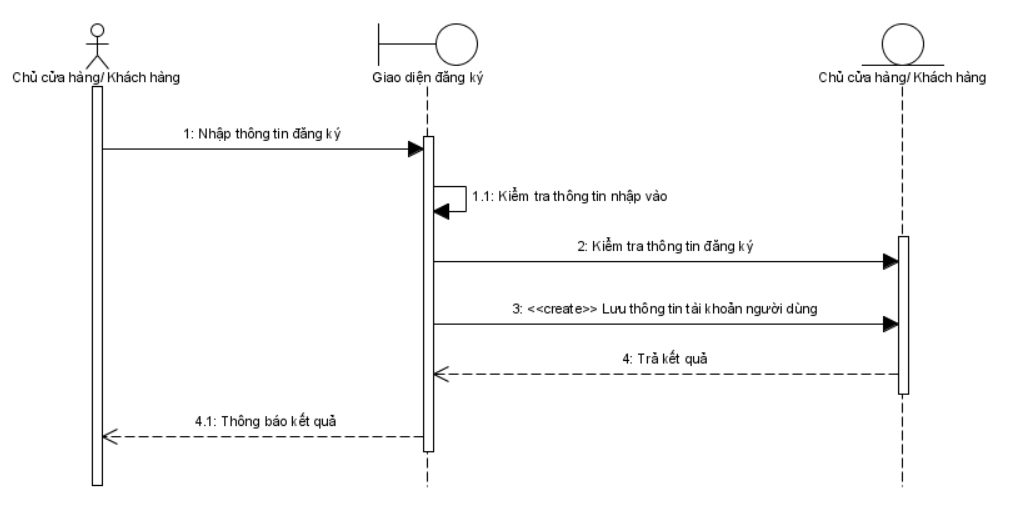 Chủ cửa hàng/ Khách hàng
Giao diện đăng ký
Chủ cửa hàng/ Khách hàng
1: Nhập thông tin đăng ký
1.1: Kiểm tra thông tin nhập vào
2: Kiểm tra thông tin đăng ký
3: <<create>> Lưu thông tin tài khoản người dùng
4: Trả kết quả
4.1: Thông báo kết quả